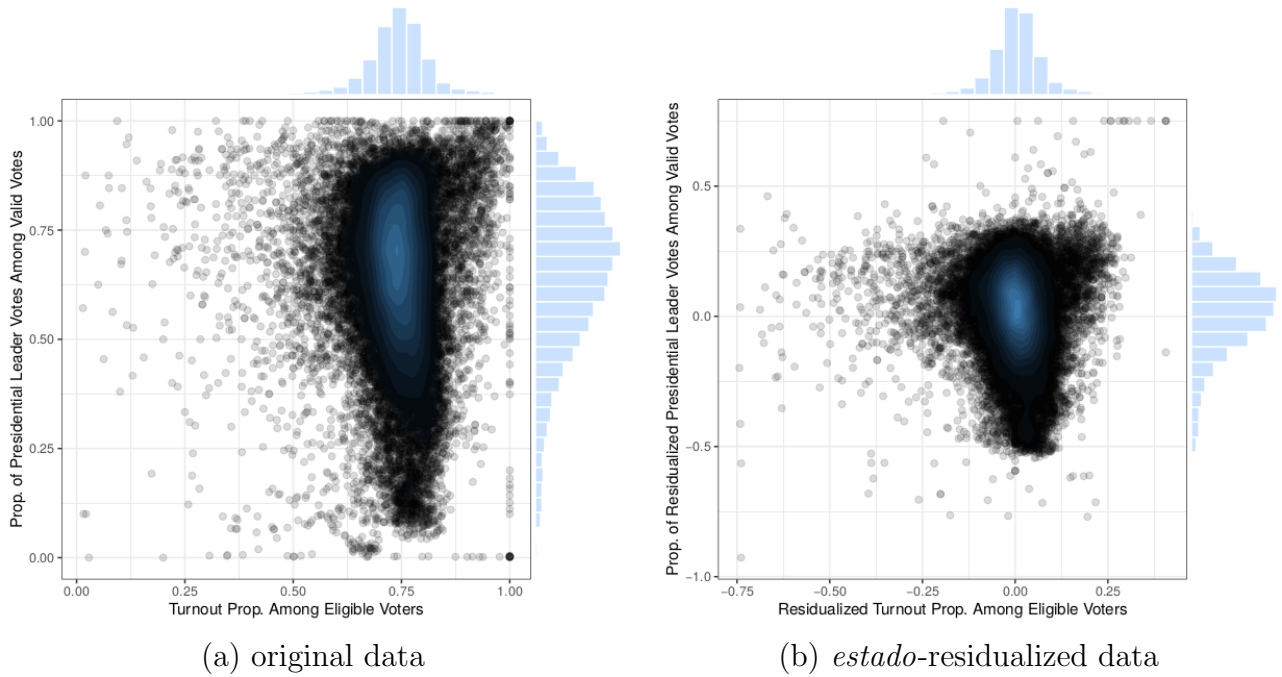 Prop. of Presidential Leader Votes Among Valid Votes
1.00
0.75
0.50
0.25
0.00
0.00 0.25 0.50 0.75 1.00
Turnout Prop. Among Eligible Voters
(a) original data
Prop. of Residualized Presidential Leader Votes Among Valid Votes
0.5
0.0
−0.5
−1.0
−0.75 −0.50 −0.25 0.00 0.25
Residualized Turnout Prop. Among Eligible Voters
(b) estado-residualized data